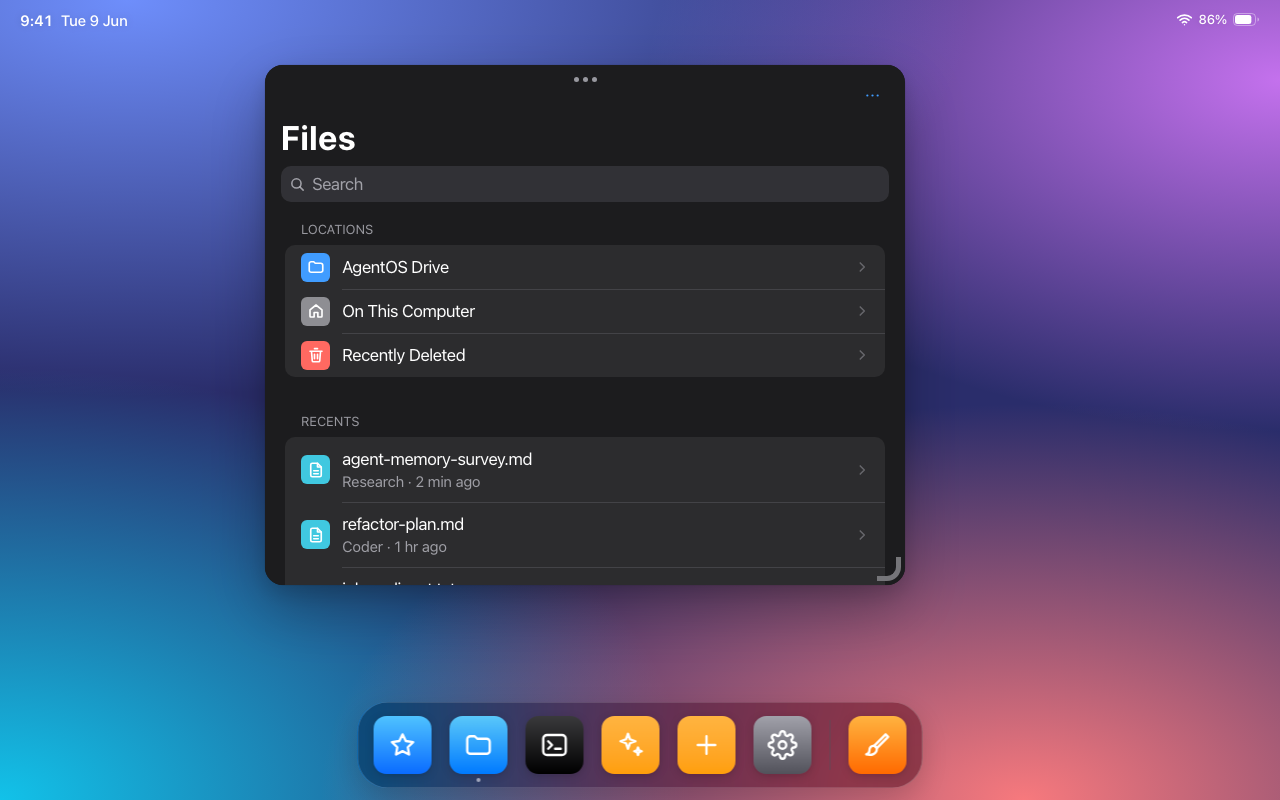 9:41 Tue 9 Jun
86%
Files
Search
LOCATIONS
AgentOS Drive
On This Computer
Recently Deleted
RECENTS
agent-memory-survey.md
Research · 2 min ago
refactor-plan.md
Coder · 1 hr ago